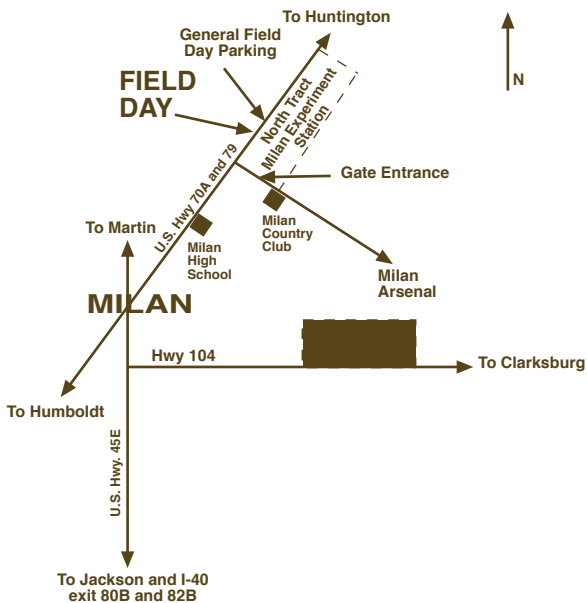 To Huntington
General Field
Day Parking
FIELD
DAY
N
North Tract
Milan Experiment
Station
Gate Entrance
U.S. Hwy 70A and 79
To Martin
Milan
High
School
Milan
Country
Club
Milan
Arsenal
MILAN
Hwy 104
To Clarksburg
To Humboldt
U.S. Hwy. 45E
To Jackson and I-40
exit 80B and 82B